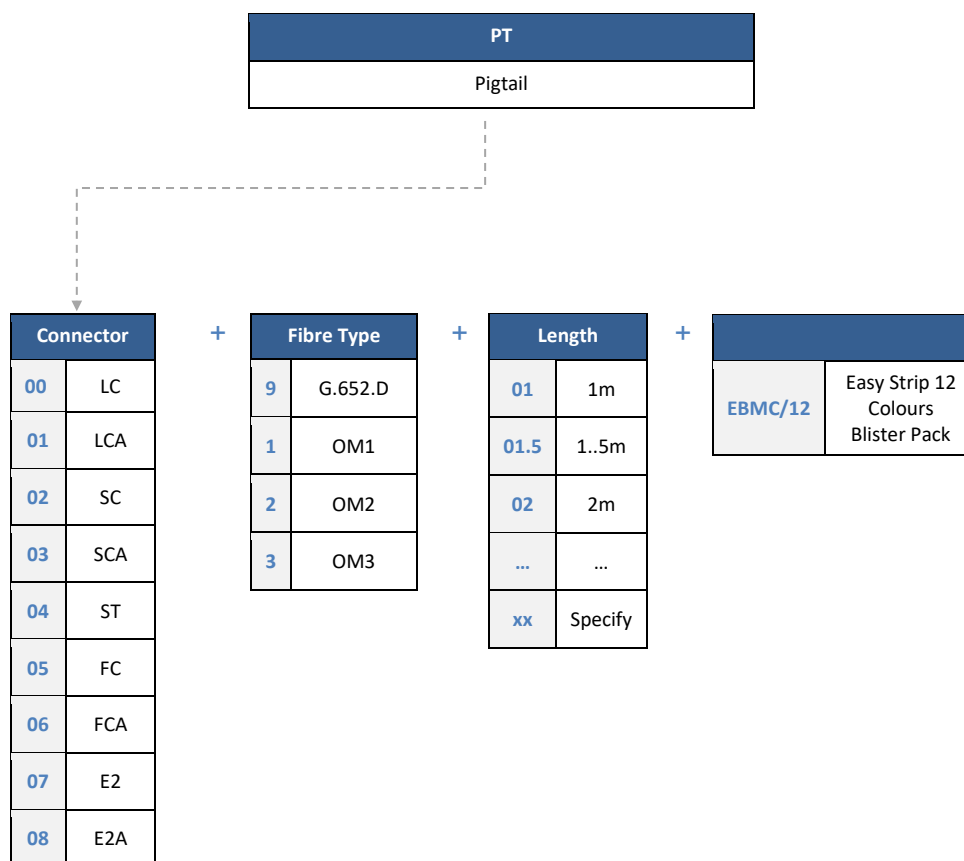 PT
Pigtail
Connector + Fibre Type + Length +
00 LC
01 LCA
02 SC
03 SCA
04 ST
05 FC
06 FCA
07 E2
08 E2A
9 G.652.D
1 OM1
2 OM2
3 OM3
01 1m
01.5 1..5m
02 2m
... ...
xx Specify
EBMC/12
Easy Strip 12
Colours
Blister Pack